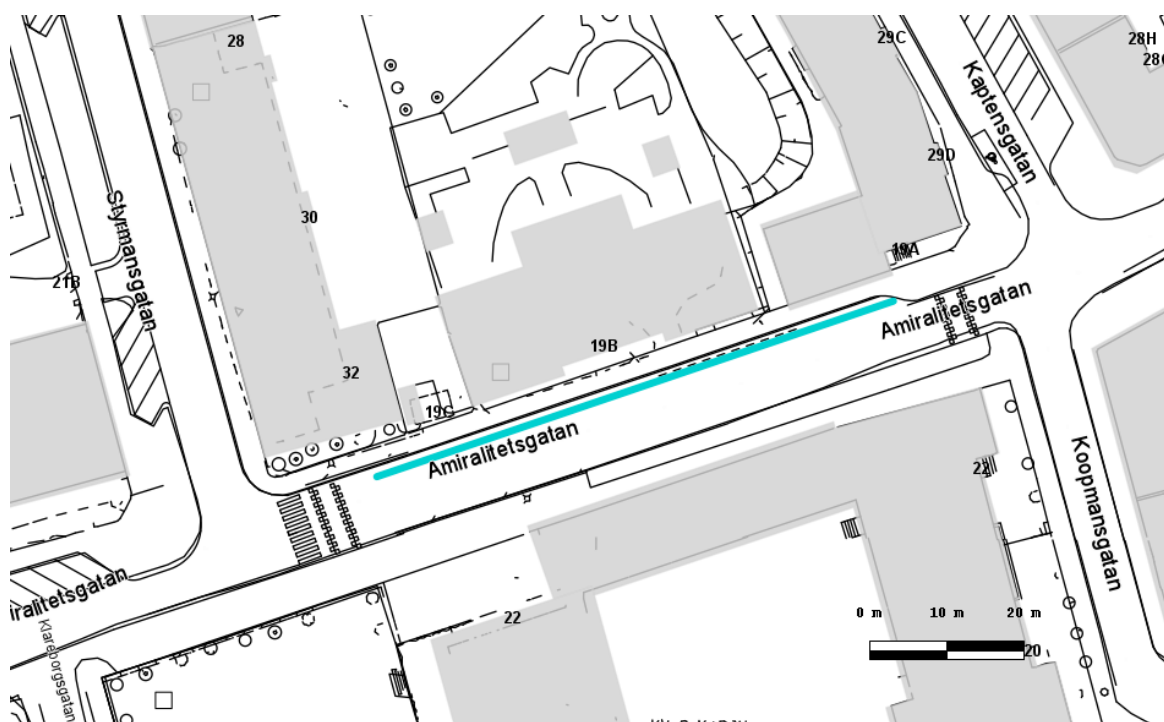 28
29C
28H
Kaptensgatan
29D
30
Styrmansgatan
19A
21B
Amiralitetsgatan
19B
32
19C
Amiralitetsgatan
22
Koopmansgatan
iralitetsgatan
22
0 m 10 m 20 m
20
Klareborgsgatan